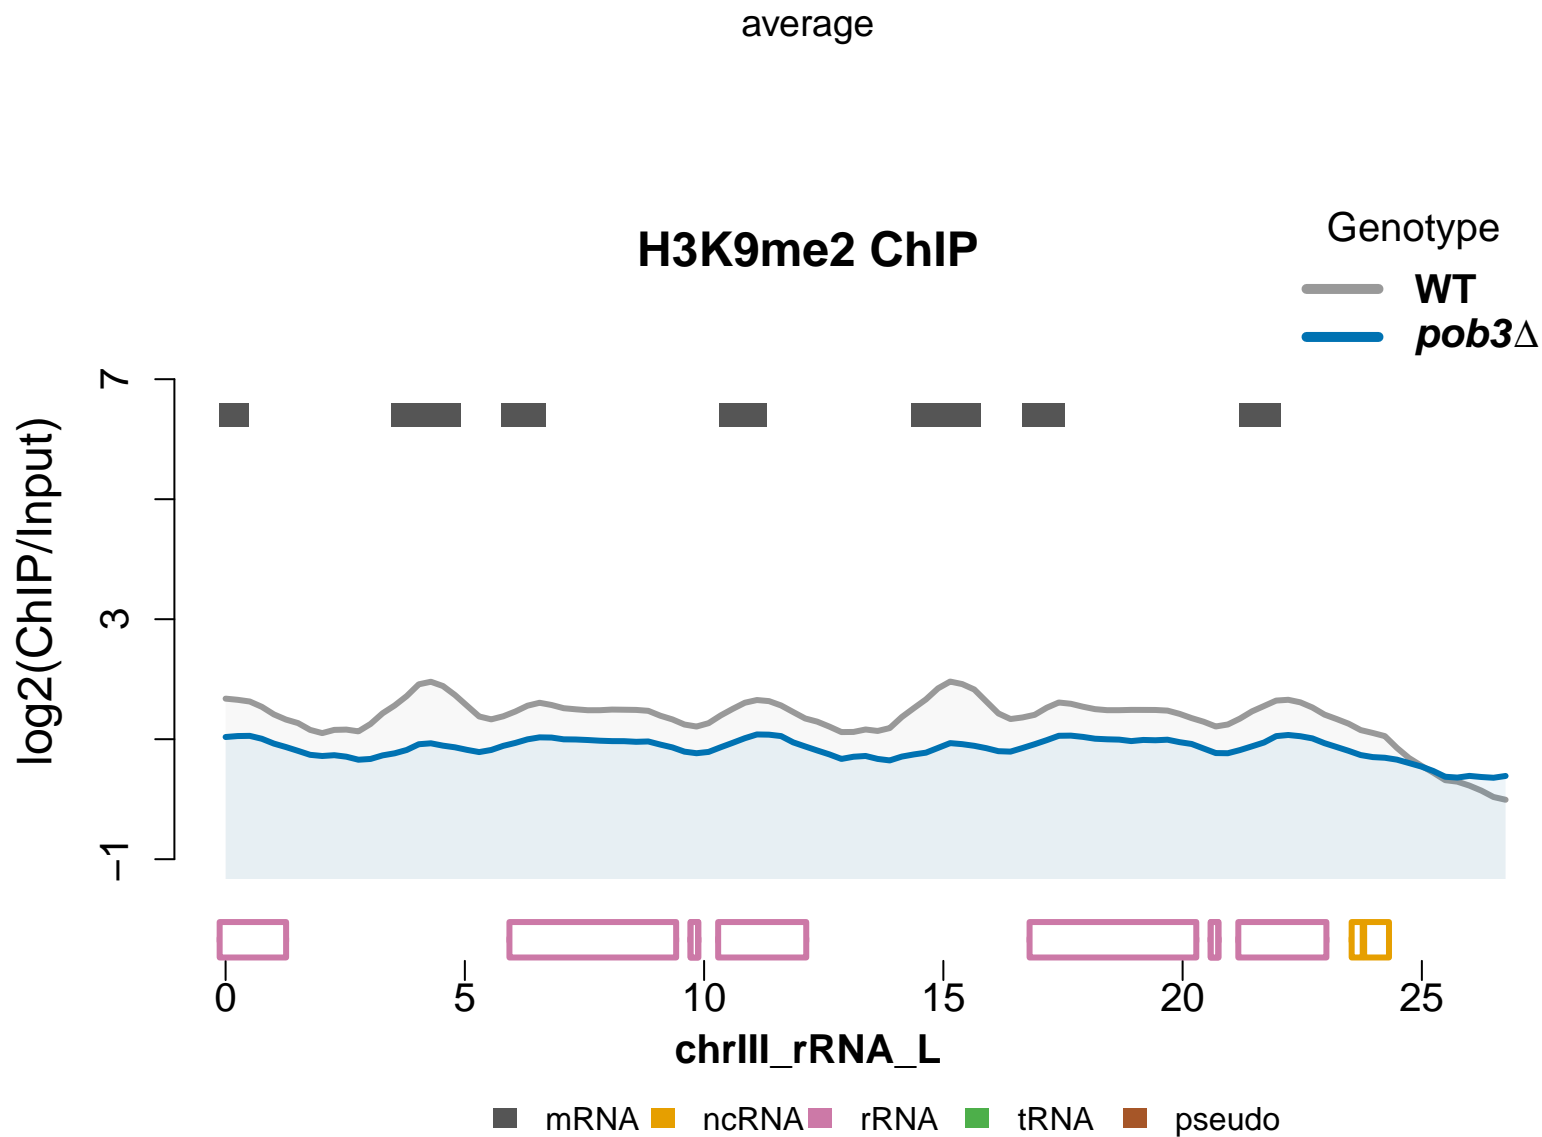 average
H3K9me2 ChIP
Genotype
WT
pob3Δ
log2(ChIP/Input)
7
3
−1
0 5 10 15 20 25
chrIII_rRNA_L
mRNA ncRNA rRNA tRNA pseudo